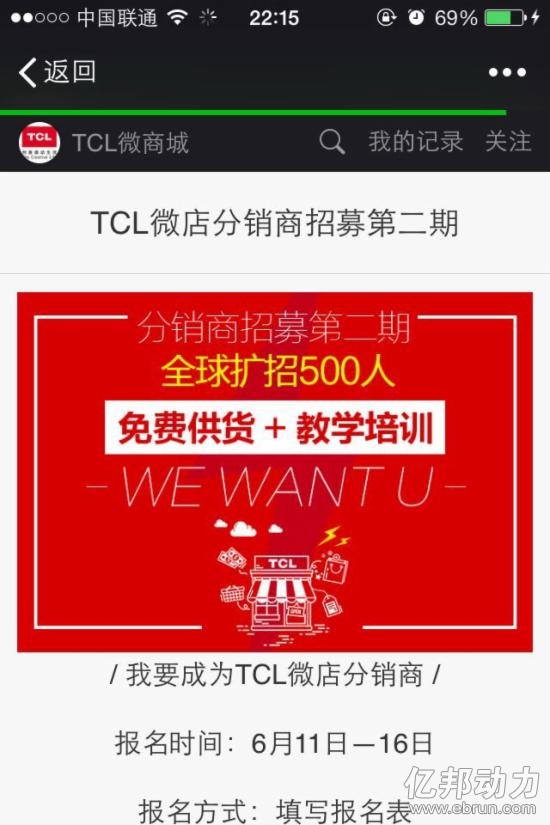 中国联通 22:15 69%
返回
TCL
TCL微商城 我的记录 关注
TCL微店分销商招募第二期
分销商招募第二期
全球扩招500人
免费供货 + 教学培训
- WE WANT U -
TCL
OPEN
/ 我要成为TCL微店分销商 /
报名时间：6月11日—16日
报名方式：填写报名表
亿邦动力
www.ebrun.com